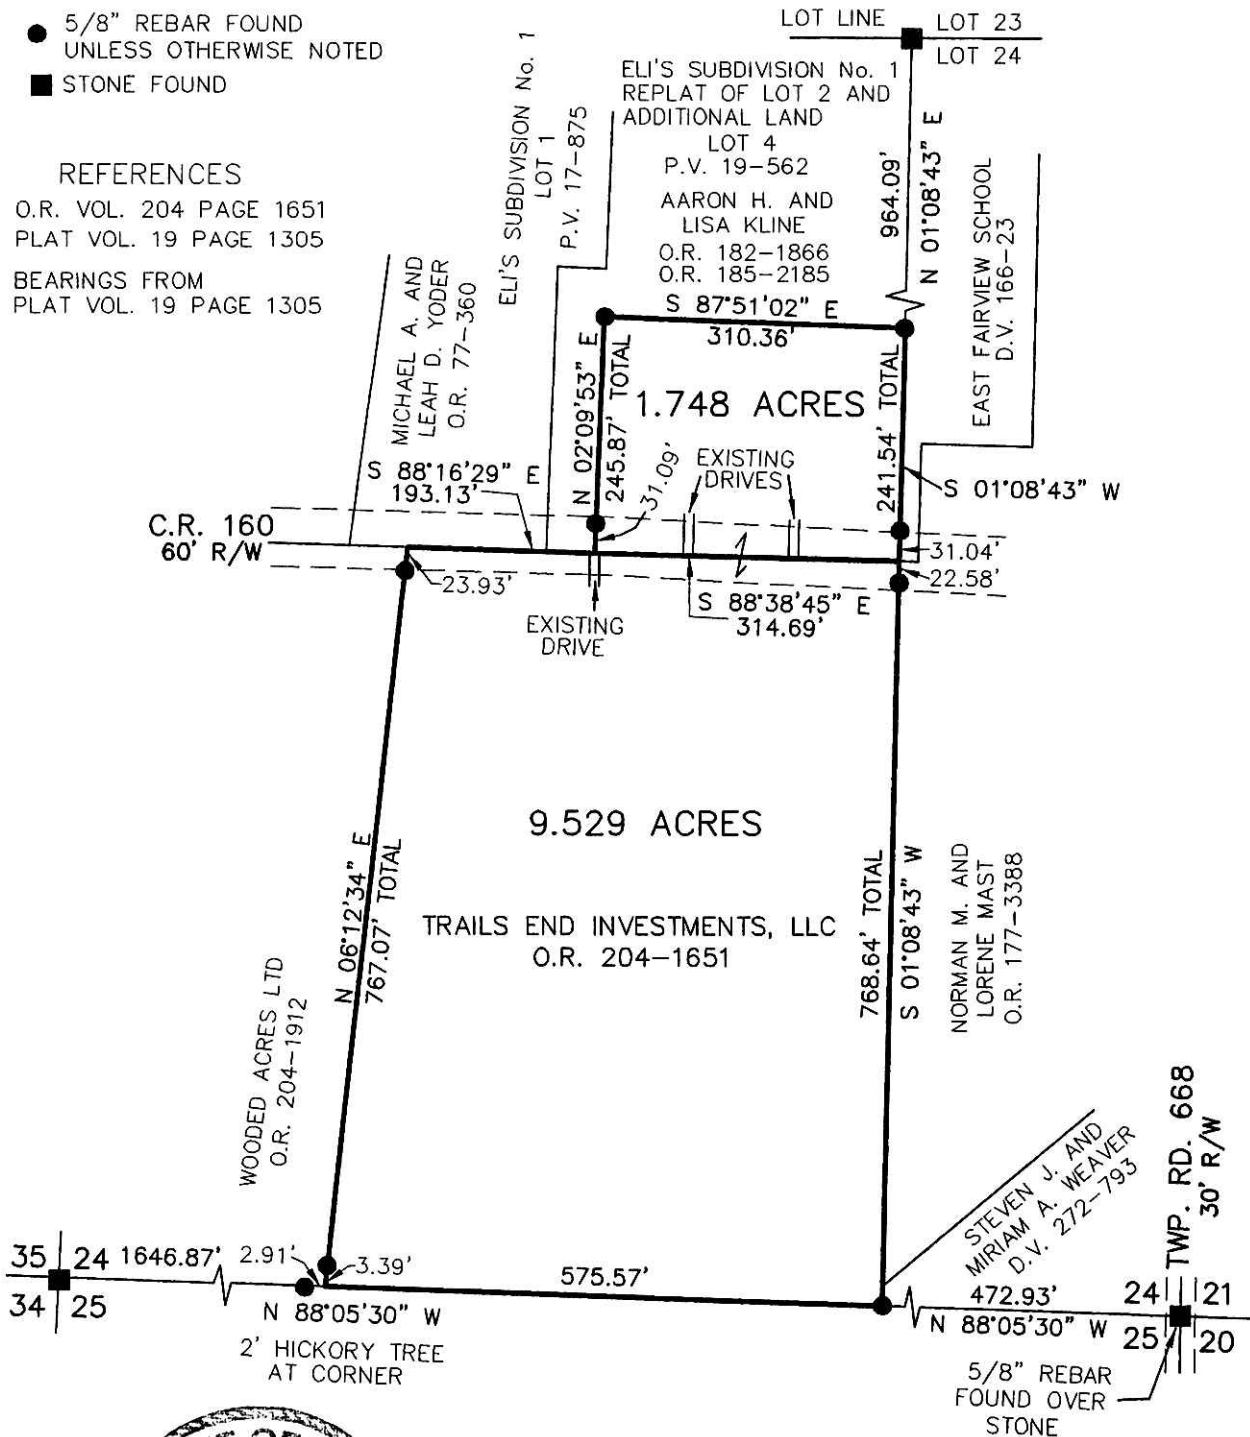 5/8" REBAR FOUND
UNLESS OTHERWISE NOTED
STONE FOUND
REFERENCES
O.R. VOL. 204 PAGE 1651
PLAT VOL. 19 PAGE 1305
BEARINGS FROM
PLAT VOL. 19 PAGE 1305
LOT LINE
LOT 23
LOT 24
ELI'S SUBDIVISION No. 1
LOT 1
P.V. 17-875
ELI'S SUBDIVISION No. 1
REPLAT OF LOT 2 AND
ADDITIONAL LAND
LOT 4
P.V. 19-562
AARON H. AND
LISA KLINE
O.R. 182-1866
O.R. 185-2185
964.09'
N 01°08'43" E
EAST FAIRVIEW SCHOOL
D.V. 166-23
MICHAEL A. AND
LEAH D. YODER
O.R. 77-360
S 87°51'02" E
310.36'
N 02°09'53" E
245.87' TOTAL
1.748 ACRES
241.54' TOTAL
S 01°08'43" W
S 88°16'29" E
193.13'
31.09'
EXISTING
DRIVES
C.R. 160
60' R/W
31.04'
22.58'
23.93'
EXISTING
DRIVE
S 88°38'45" E
314.69'
9.529 ACRES
TRAILS END INVESTMENTS, LLC
O.R. 204-1651
N 06°12'34" E
767.07' TOTAL
768.64' TOTAL
S 01°08'43" W
NORMAN M. AND
LORENE MAST
O.R. 177-3388
WOODED ACRES LTD
O.R. 204-1912
STEVEN J. AND
MIRIAM A. WEAVER
D.V. 272-793
TWP. RD. 668
30' R/W
35 24
34 25
1646.87'
2.91'
3.39'
575.57'
N 88°05'30" W
2' HICKORY TREE
AT CORNER
472.93'
N 88°05'30" W
24 21
25 20
5/8" REBAR
FOUND OVER
STONE